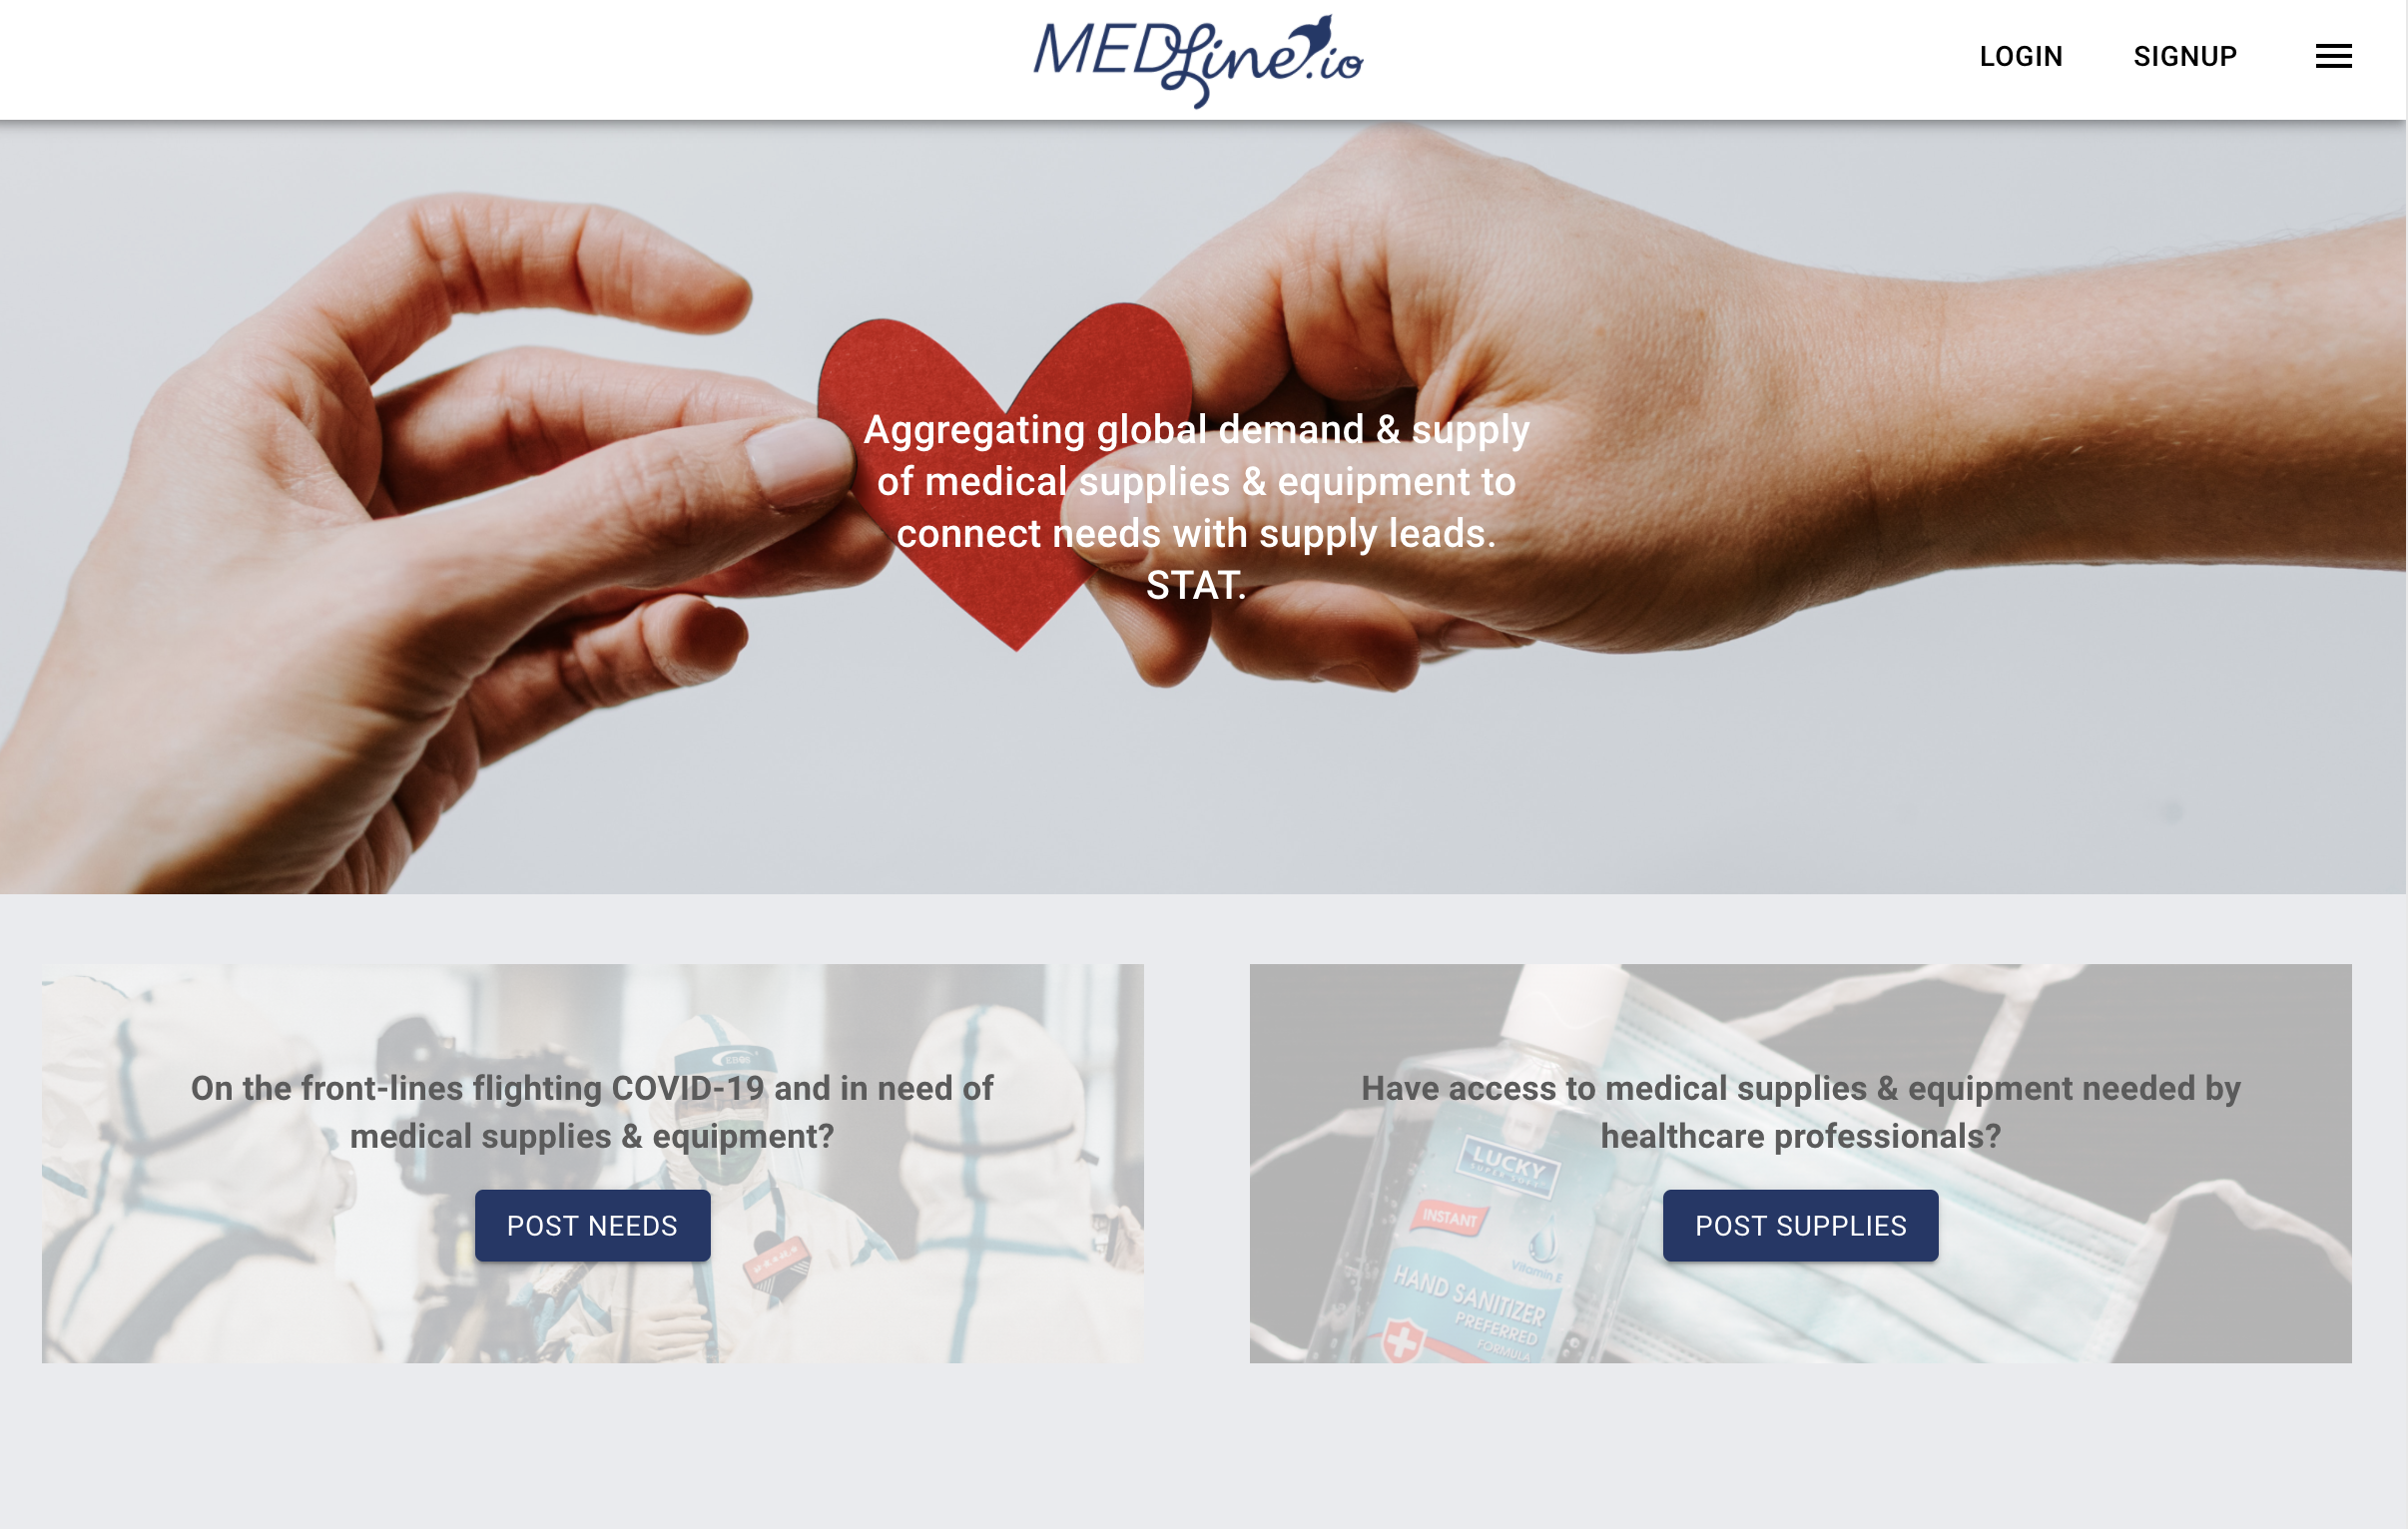 MEDLine.io
LOGIN
SIGNUP
Aggregating global demand & supply
of medical supplies & equipment to
connect needs with supply leads.
STAT.
On the front-lines flighting COVID-19 and in need of
medical supplies & equipment?
POST NEEDS
Have access to medical supplies & equipment needed by
healthcare professionals?
POST SUPPLIES
LUCKY
SUPER SOFT
INSTANT
Vitamin E
HAND SANITIZER
PREFERRED
FORMULA